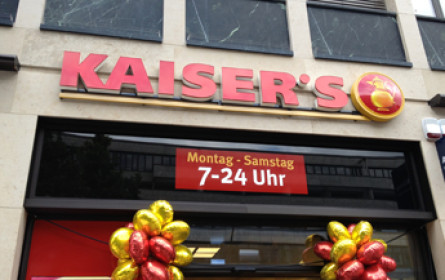 KAISER'S
Montag - Samstag
7-24 Uhr